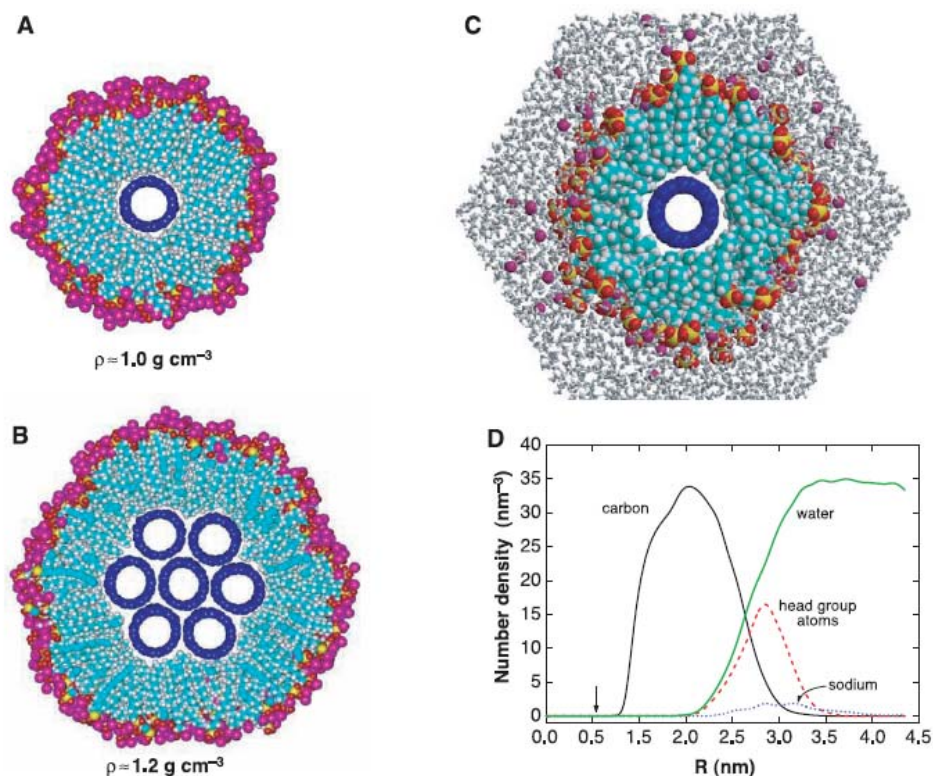 A
ρ ≈ 1.0 g cm⁻³
B
ρ ≈ 1.2 g cm⁻³
C
D
Number density (nm⁻³)
40
35
30
25
20
15
10
5
0
carbon
water
head group
atoms
sodium
0.0 0.5 1.0 1.5 2.0 2.5 3.0 3.5 4.0 4.5
R (nm)